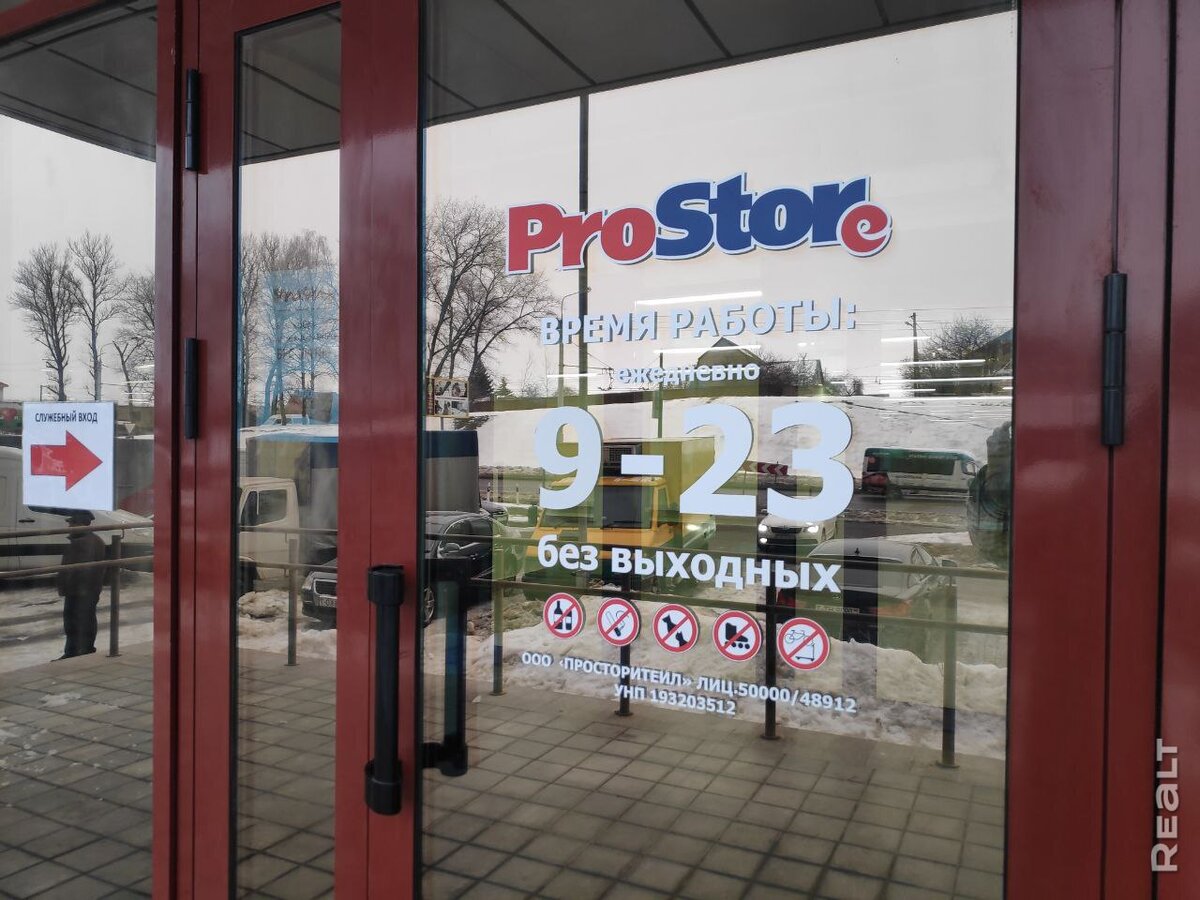 СЛУЖЕБНЫЙ ВХОД
ProStore
ВРЕМЯ РАБОТЫ:
ежедневно
9-23
без выходных
ООО «ПРОСТОРИТЕЙЛ» ЛИЦ.50000/48912
УНП 193203512
Realt